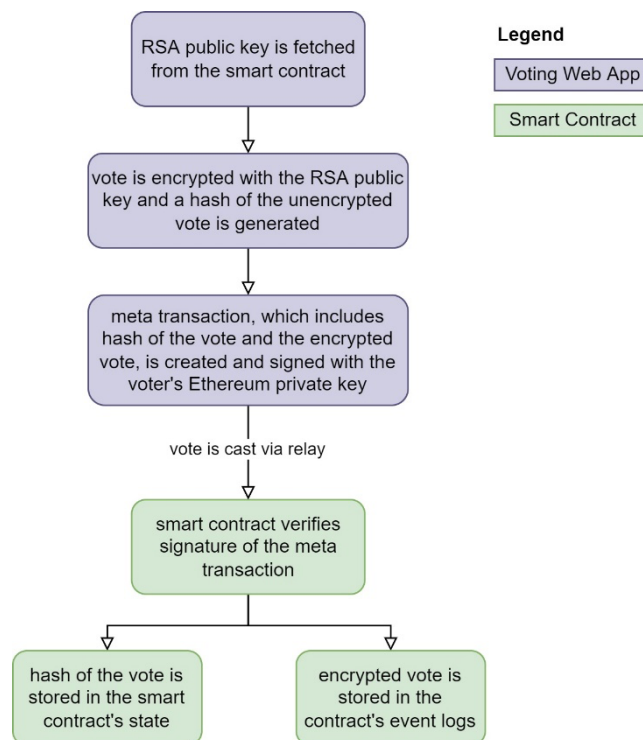 RSA public key is fetched
from the smart contract
Legend
Voting Web App
Smart Contract
vote is encrypted with the RSA public
key and a hash of the unencrypted
vote is generated
meta transaction, which includes
hash of the vote and the encrypted
vote, is created and signed with the
voter's Ethereum private key
vote is cast via relay
smart contract verifies
signature of the meta
transaction
hash of the vote is
stored in the smart
contract's state
encrypted vote is
stored in the
contract's event logs